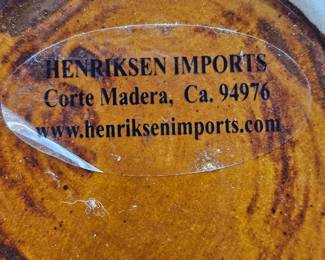 HENRIKSEN IMPORTS
Corte Madera, Ca. 94976
www.henriksenimports.com